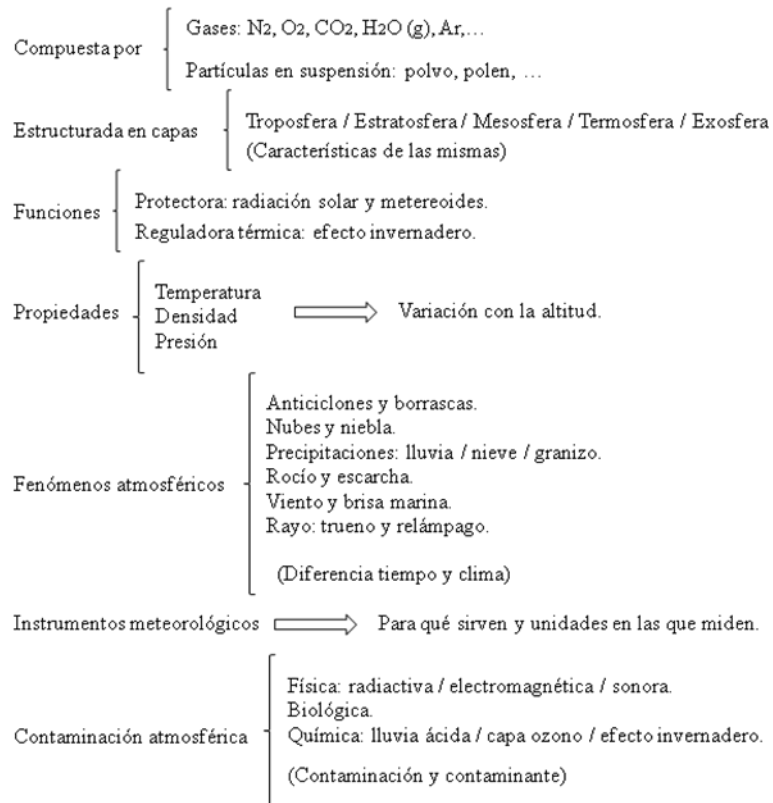 Compuesta por
Gases: N2, O2, CO2, H2O (g), Ar,...
Partículas en suspensión: polvo, polen, ...
Estructurada en capas
Troposfera / Estratosfera / Mesosfera / Termosfera / Exosfera
(Características de las mismas)
Funciones
Protectora: radiación solar y metereoides.
Reguladora térmica: efecto invernadero.
Propiedades
Temperatura
Densidad
Presión
Variación con la altitud.
Fenómenos atmosféricos
Anticiclones y borrascas.
Nubes y niebla.
Precipitaciones: lluvia / nieve / granizo.
Rocío y escarcha.
Viento y brisa marina.
Rayo: trueno y relámpago.
(Diferencia tiempo y clima)
Instrumentos meteorológicos
Para qué sirven y unidades en las que miden.
Contaminación atmosférica
Física: radiactiva / electromagnética / sonora.
Biológica.
Química: lluvia ácida / capa ozono / efecto invernadero.
(Contaminación y contaminante)